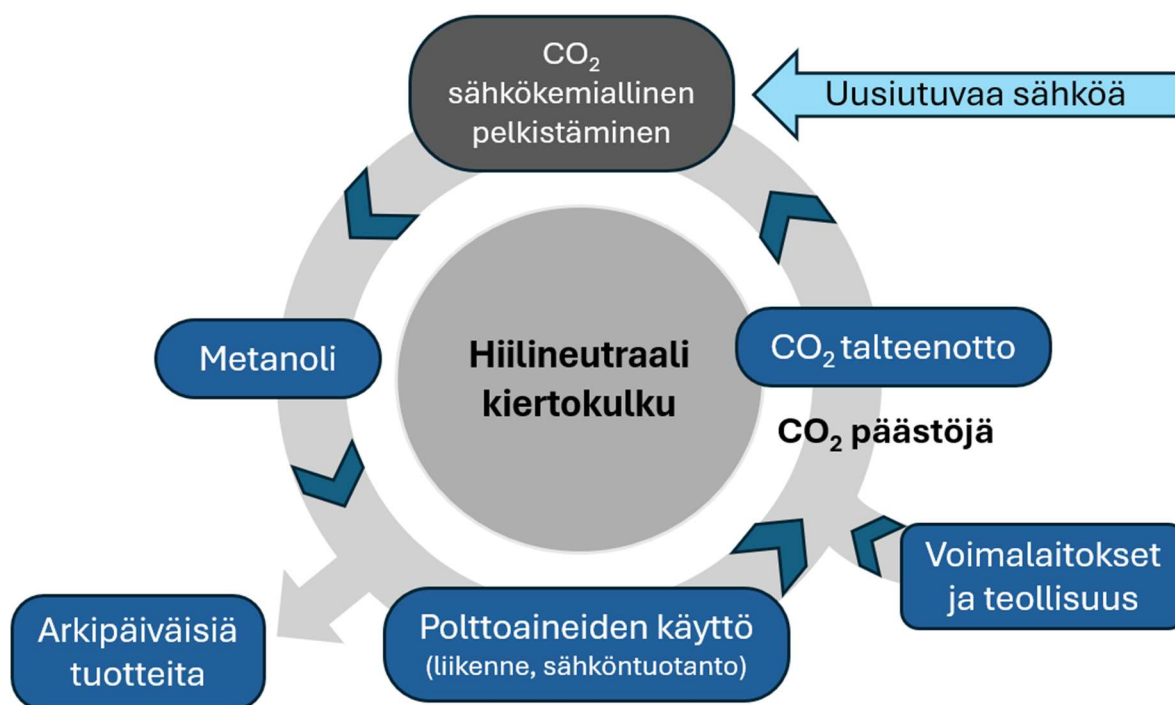 CO₂
sähkökemiallinen
pelkistäminen
Uusiutuvaa sähköä
Metanoli
Hiilineutraali
kiertokulku
CO₂ talteenotto
CO₂ päästöjä
Voimalaitokset
ja teollisuus
Arkipäiväisiä
tuotteita
Polttoaineiden käyttö
(liikenne, sähköntuotanto)